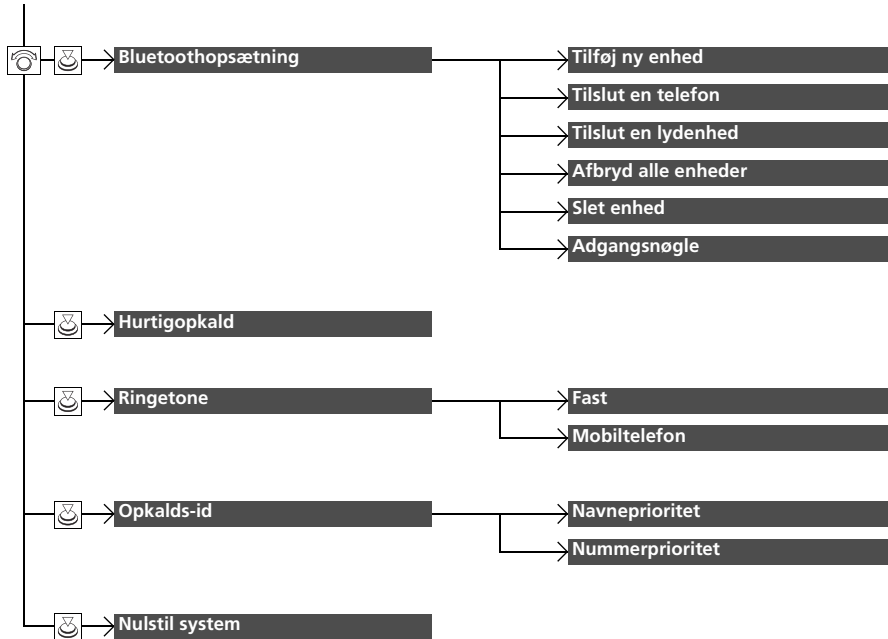 Bluetoothopsætning
Tilføj ny enhed
Tilslut en telefon
Tilslut en lydenhed
Afbryd alle enheder
Slet enhed
Adgangsnøgle
Hurtigopkald
Ringetone
Fast
Mobiltelefon
Opkalds-id
Navneprioritet
Nummerprioritet
Nulstil system